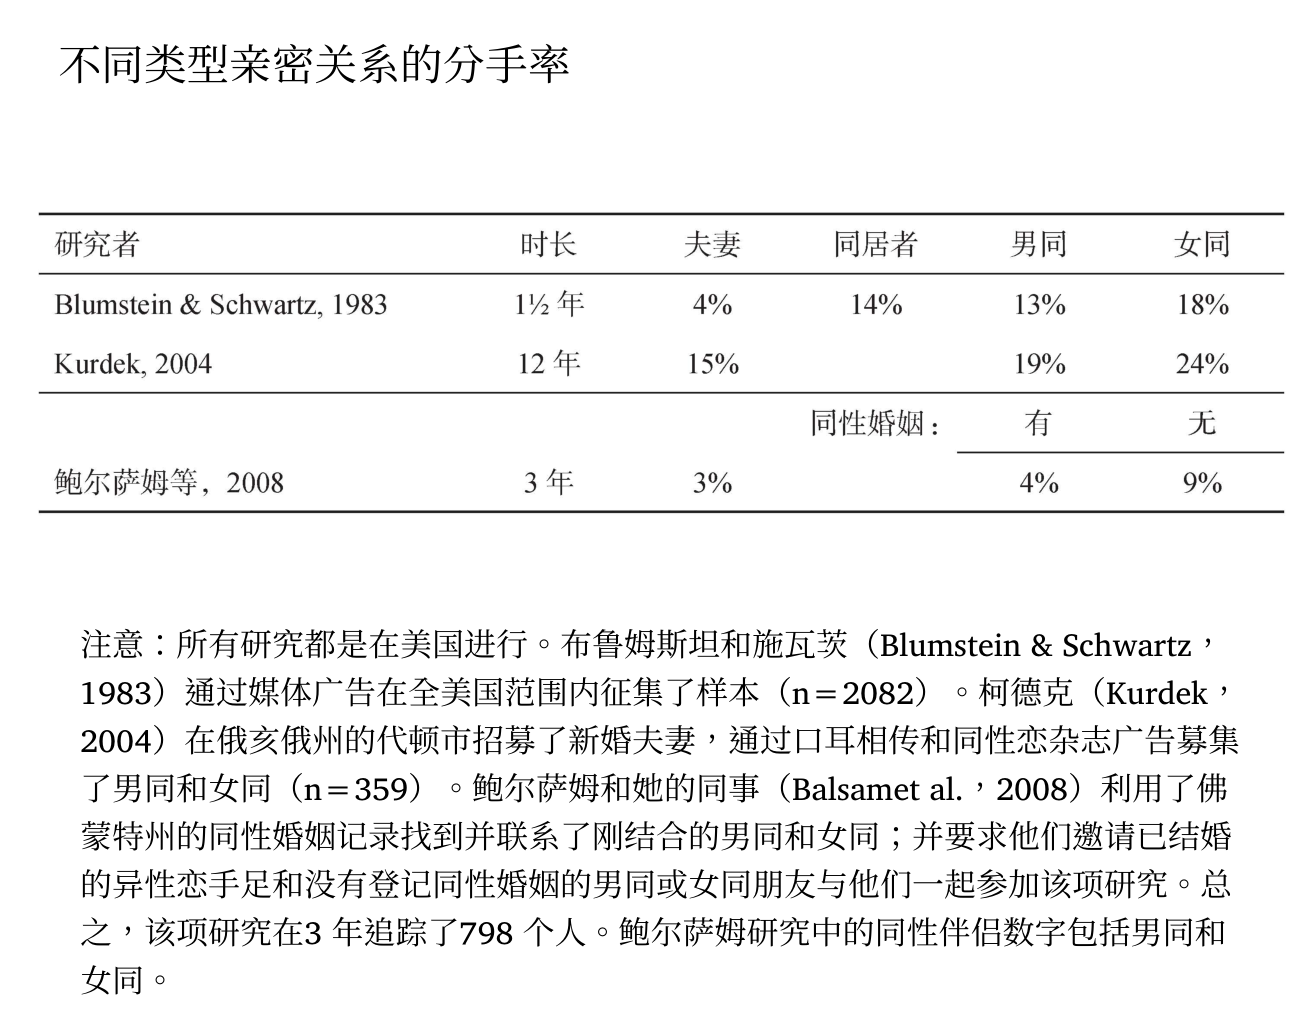 不同类型亲密关系的分手率
研究者 时长 夫妻 同居者 男同 女同
Blumstein & Schwartz, 1983 1½ 年 4% 14% 13% 18%
Kurdek, 2004 12 年 15% 19% 24%
同性婚姻： 有 无
鲍尔萨姆等，2008 3 年 3% 4% 9%
注意：所有研究都是在美国进行。布鲁姆斯坦和施瓦茨（Blumstein & Schwartz，
1983）通过媒体广告在全美国范围内征集了样本（n＝2082）。柯德克（Kurdek，
2004）在俄亥俄州的代顿市招募了新婚夫妻，通过口耳相传和同性恋杂志广告募集
了男同和女同（n＝359）。鲍尔萨姆和她的同事（Balsamet al.，2008）利用了佛
蒙特州的同性婚姻记录找到并联系了刚结合的男同和女同；并要求他们邀请已结婚
的异性恋手足和没有登记同性婚姻的男同或女同朋友与他们一起参加该项研究。总
之，该项研究在3 年追踪了798 个人。鲍尔萨姆研究中的同性伴侣数字包括男同和
女同。